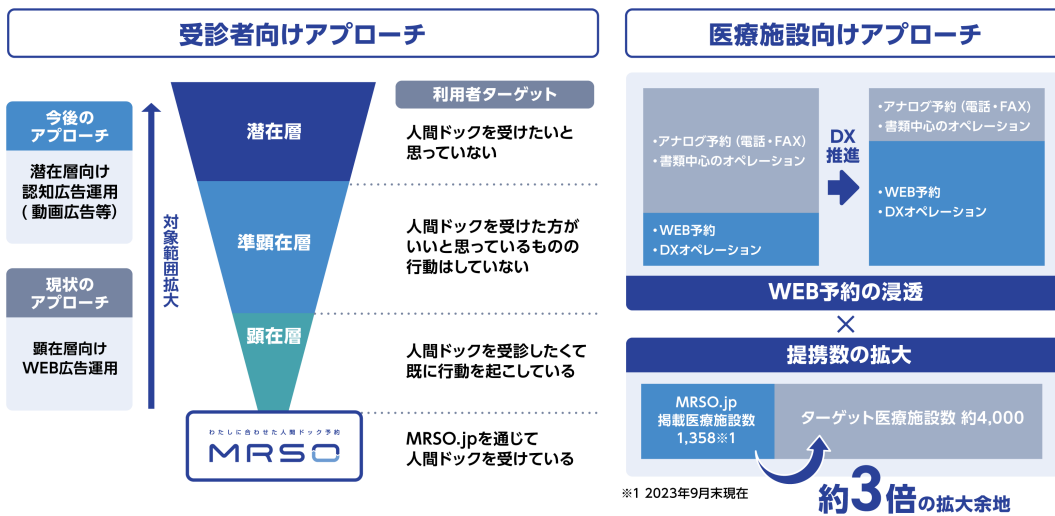 受診者向けアプローチ
今後の
アプローチ
潜在層向け
認知広告運用
(動画広告等)
現状の
アプローチ
顕在層向け
WEB広告運用
対象範囲拡大
潜在層
準顕在層
顕在層
わたしに合わせた人間ドック予約
MRSO
利用者ターゲット
人間ドックを受けたいと
思っていない
人間ドックを受けた方が
いいと思っているものの
行動はしていない
人間ドックを受診したくて
既に行動を起こしている
MRSO.jpを通じて
人間ドックを受けている
医療施設向けアプローチ
・アナログ予約(電話・FAX)
・書類中心のオペレーション
・WEB予約
・DXオペレーション
DX
推進
・アナログ予約(電話・FAX)
・書類中心のオペレーション
・WEB予約
・DXオペレーション
WEB予約の浸透
×
提携数の拡大
MRSO.jp
掲載医療施設数
1,358※1
ターゲット医療施設数 約4,000
※1 2023年9月末現在
約3倍の拡大余地